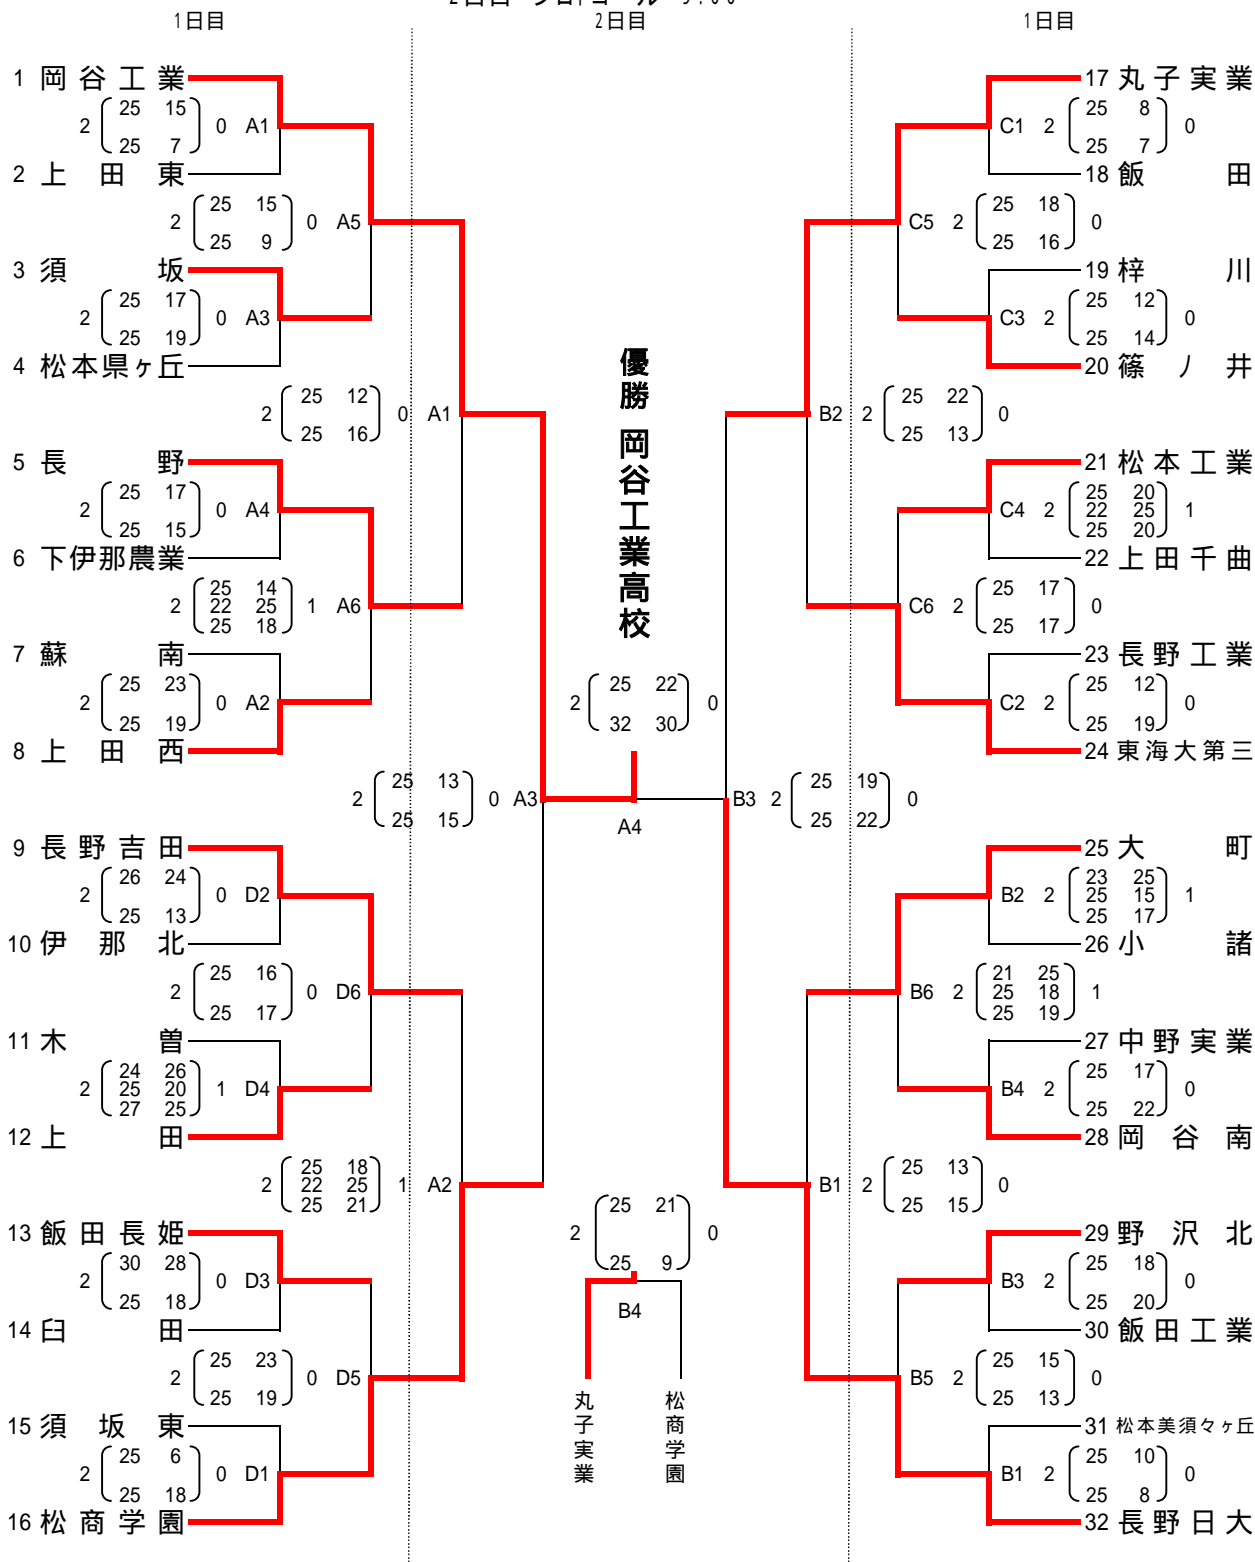 2日目 プロトコール 9:00
1日目 2日目 1日目
1 岡谷工業
2 25 15 0 A1
25 7
2 上田東
2 25 15 0 A5
25 9
3 須坂
2 25 17 0 A3
25 19
4 松本県ヶ丘
2 25 12 0 A1
25 16
5 長野
2 25 17 0 A4
25 15
6 下伊那農業
2 25 14 1 A6
22 25
25 18
7 蘇南
2 25 23 0 A2
25 19
8 上田西
2 25 13 0 A3
25 15
9 長野吉田
2 26 24 0 D2
25 13
10 伊那北
2 25 16 0 D6
25 17
11 木曽
2 24 26 1 D4
25 20
27 25
12 上田
2 25 18 1 A2
22 25
25 21
13 飯田長姫
2 30 28 0 D3
25 18
14 臼田
2 25 23 0 D5
25 19
15 須坂東
2 25 6 0 D1
25 18
16 松商学園
優勝 岡谷工業高校
2 25 22 0
32 30
A4
2 25 21 0
25 9
B4
丸子実業
松商学園
17 丸子実業
C1 2 25 8 0
25 7
18 飯田
C5 2 25 18 0
25 16
19 梓川
C3 2 25 12 0
25 14
20 篠ノ井
B2 2 25 22 0
25 13
21 松本工業
C4 2 25 20 1
22 25
25 20
22 上田千曲
C6 2 25 17 0
25 17
23 長野工業
C2 2 25 12 0
25 19
24 東海大第三
B3 2 25 19 0
25 22
25 大町
B2 2 23 25 1
25 15
25 17
26 小諸
B6 2 21 25 1
25 18
25 19
27 中野実業
B4 2 25 17 0
25 22
28 岡谷南
B1 2 25 13 0
25 15
29 野沢北
B3 2 25 18 0
25 20
30 飯田工業
B5 2 25 15 0
25 13
31 松本美須々ヶ丘
B1 2 25 10 0
25 8
32 長野日大